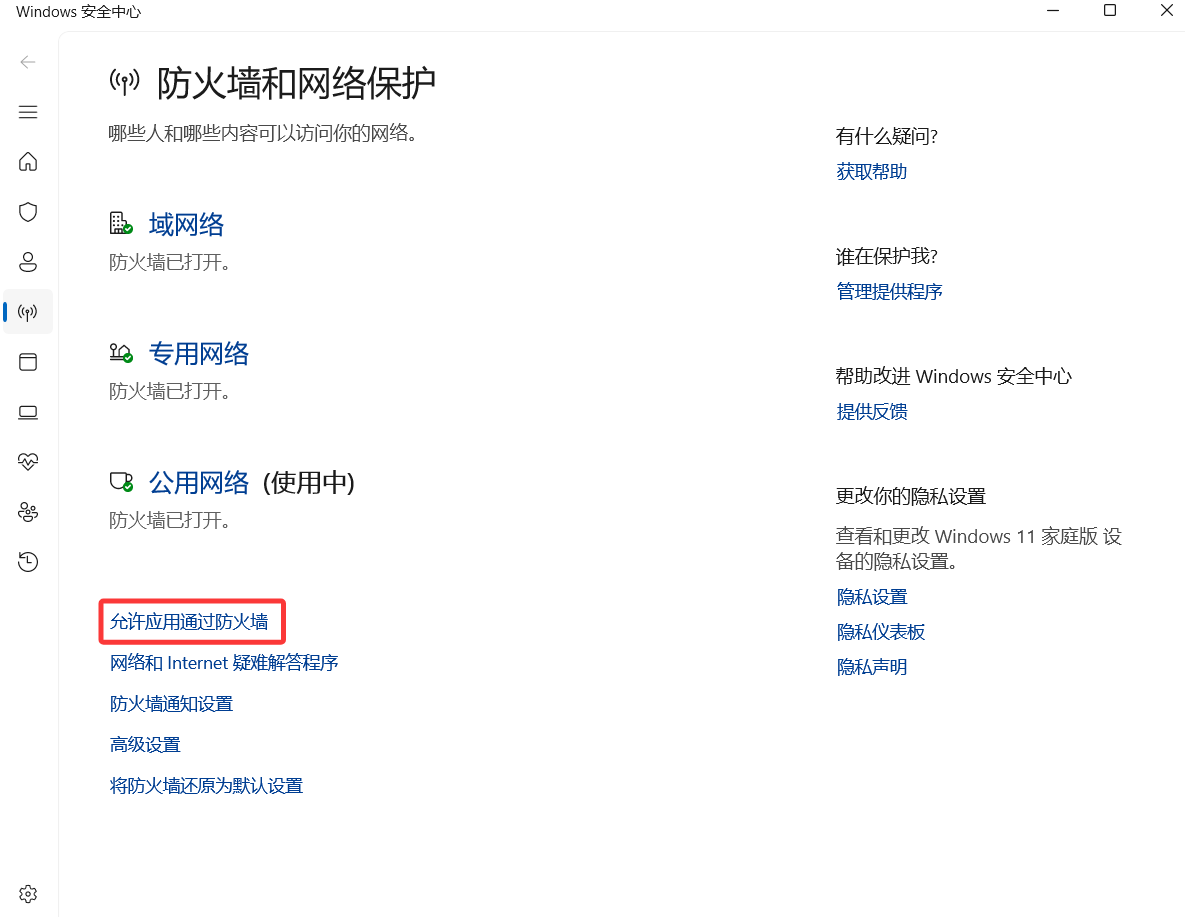 Windows 安全中心
防火墙和网络保护
哪些人和哪些内容可以访问你的网络。
域网络
防火墙已打开。
专用网络
防火墙已打开。
公用网络 (使用中)
防火墙已打开。
允许应用通过防火墙
网络和 Internet 疑难解答程序
防火墙通知设置
高级设置
将防火墙还原为默认设置
有什么疑问?
获取帮助
谁在保护我?
管理提供程序
帮助改进 Windows 安全中心
提供反馈
更改你的隐私设置
查看和更改 Windows 11 家庭版 设
备的隐私设置。
隐私设置
隐私仪表板
隐私声明